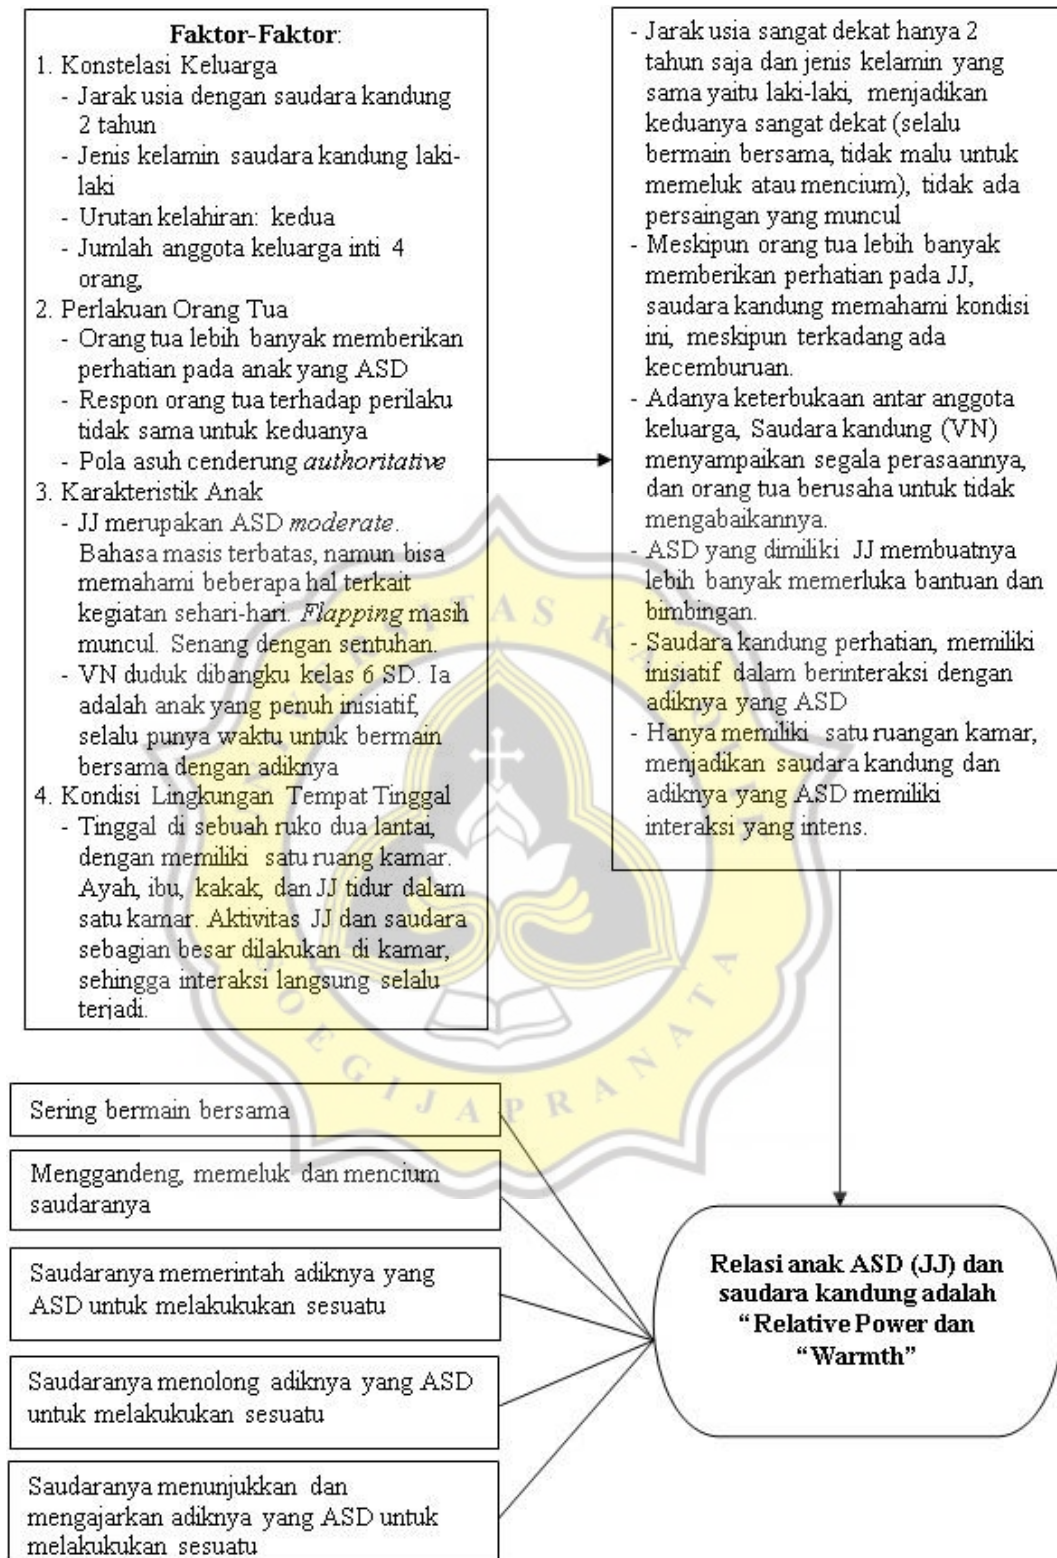 Faktor-Faktor:
1. Konstelasi Keluarga
- Jarak usia dengan saudara kandung
2 tahun
- Jenis kelamin saudara kandung laki-
laki
- Urutan kelahiran: kedua
- Jumlah anggota keluarga inti 4
orang,
2. Perlakuan Orang Tua
- Orang tua lebih banyak memberikan
perhatian pada anak yang ASD
- Respon orang tua terhadap perilaku
tidak sama untuk keduanya
- Pola asuh cenderung authoritative
3. Karakteristik Anak
- JJ merupakan ASD moderate.
Bahasa masis terbatas, namun bisa
memahami beberapa hal terkait
kegiatan sehari-hari. Flapping masih
muncul. Senang dengan sentuhan.
- VN duduk dibangku kelas 6 SD. Ia
adalah anak yang penuh inisiatif,
selalu punya waktu untuk bermain
bersama dengan adiknya
4. Kondisi Lingkungan Tempat Tinggal
- Tinggal di sebuah ruko dua lantai,
dengan memiliki satu ruang kamar.
Ayah, ibu, kakak, dan JJ tidur dalam
satu kamar. Aktivitas JJ dan saudara
sebagian besar dilakukan di kamar,
sehingga interaksi langsung selalu
terjadi.
- Jarak usia sangat dekat hanya 2
tahun saja dan jenis kelamin yang
sama yaitu laki-laki, menjadikan
keduanya sangat dekat (selalu
bermain bersama, tidak malu untuk
memeluk atau mencium), tidak ada
persaingan yang muncul
- Meskipun orang tua lebih banyak
memberikan perhatian pada JJ,
saudara kandung memahami kondisi
ini, meskipun terkadang ada
kecemburuan.
- Adanya keterbukaan antar anggota
keluarga, Saudara kandung (VN)
menyampaikan segala perasaannya,
dan orang tua berusaha untuk tidak
mengabaikannya.
- ASD yang dimiliki JJ membuatnya
lebih banyak memerluka bantuan dan
bimbingan.
- Saudara kandung perhatian, memiliki
inisiatif dalam berinteraksi dengan
adiknya yang ASD
- Hanya memiliki satu ruangan kamar,
menjadikan saudara kandung dan
adiknya yang ASD memiliki
interaksi yang intens.
Sering bermain bersama
Menggandeng, memeluk dan mencium
saudaranya
Saudaranya memerintah adiknya yang
ASD untuk melakukukan sesuatu
Saudaranya menolong adiknya yang ASD
untuk melakukukan sesuatu
Saudaranya menunjukkan dan
mengajarkan adiknya yang ASD untuk
melakukukan sesuatu
Relasi anak ASD (JJ) dan
saudara kandung adalah
“Relative Power dan
“Warmth”
UNIVERSITAS KATOLIK
SOEGIJAPRANATA